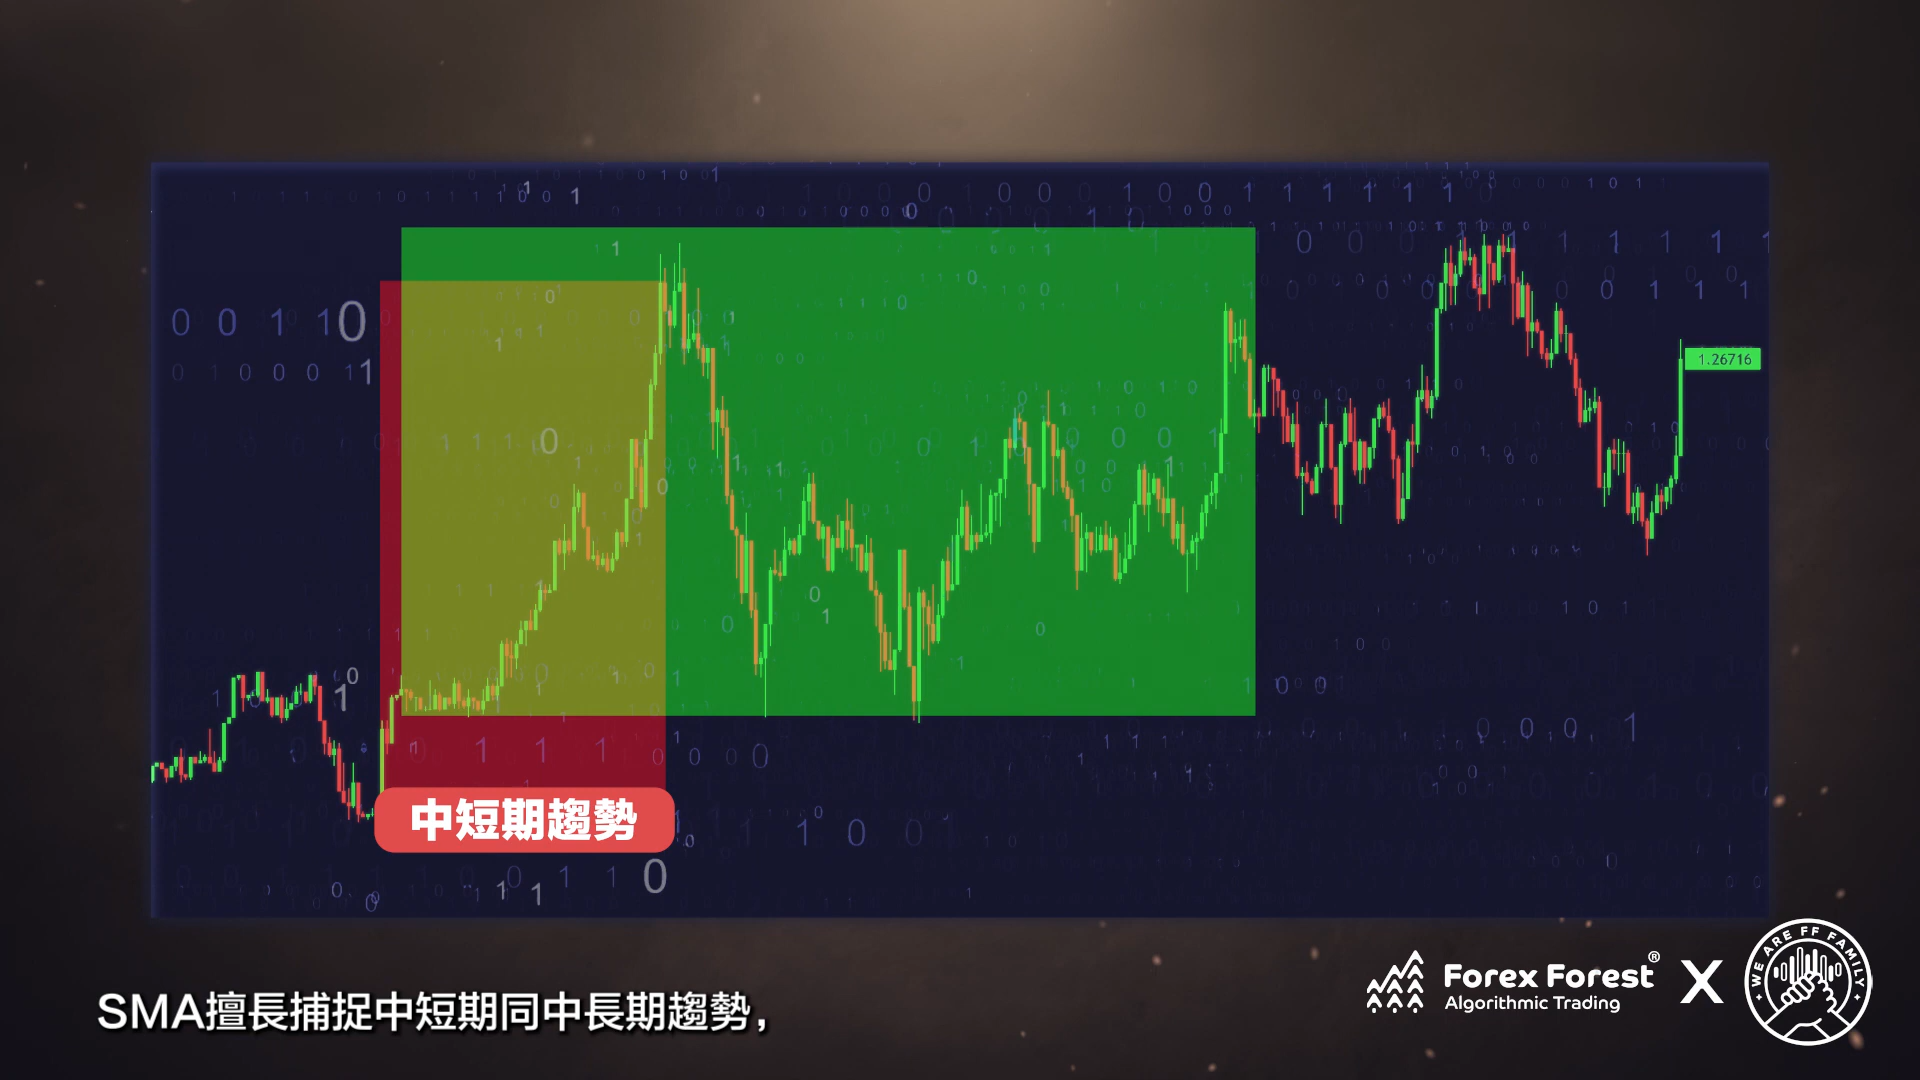 1.26716
中短期趨勢
SMA擅長捕捉中短期同中長期趨勢,
Forex Forest®
Algorithmic Trading
X
WE ARE FF FAMILY